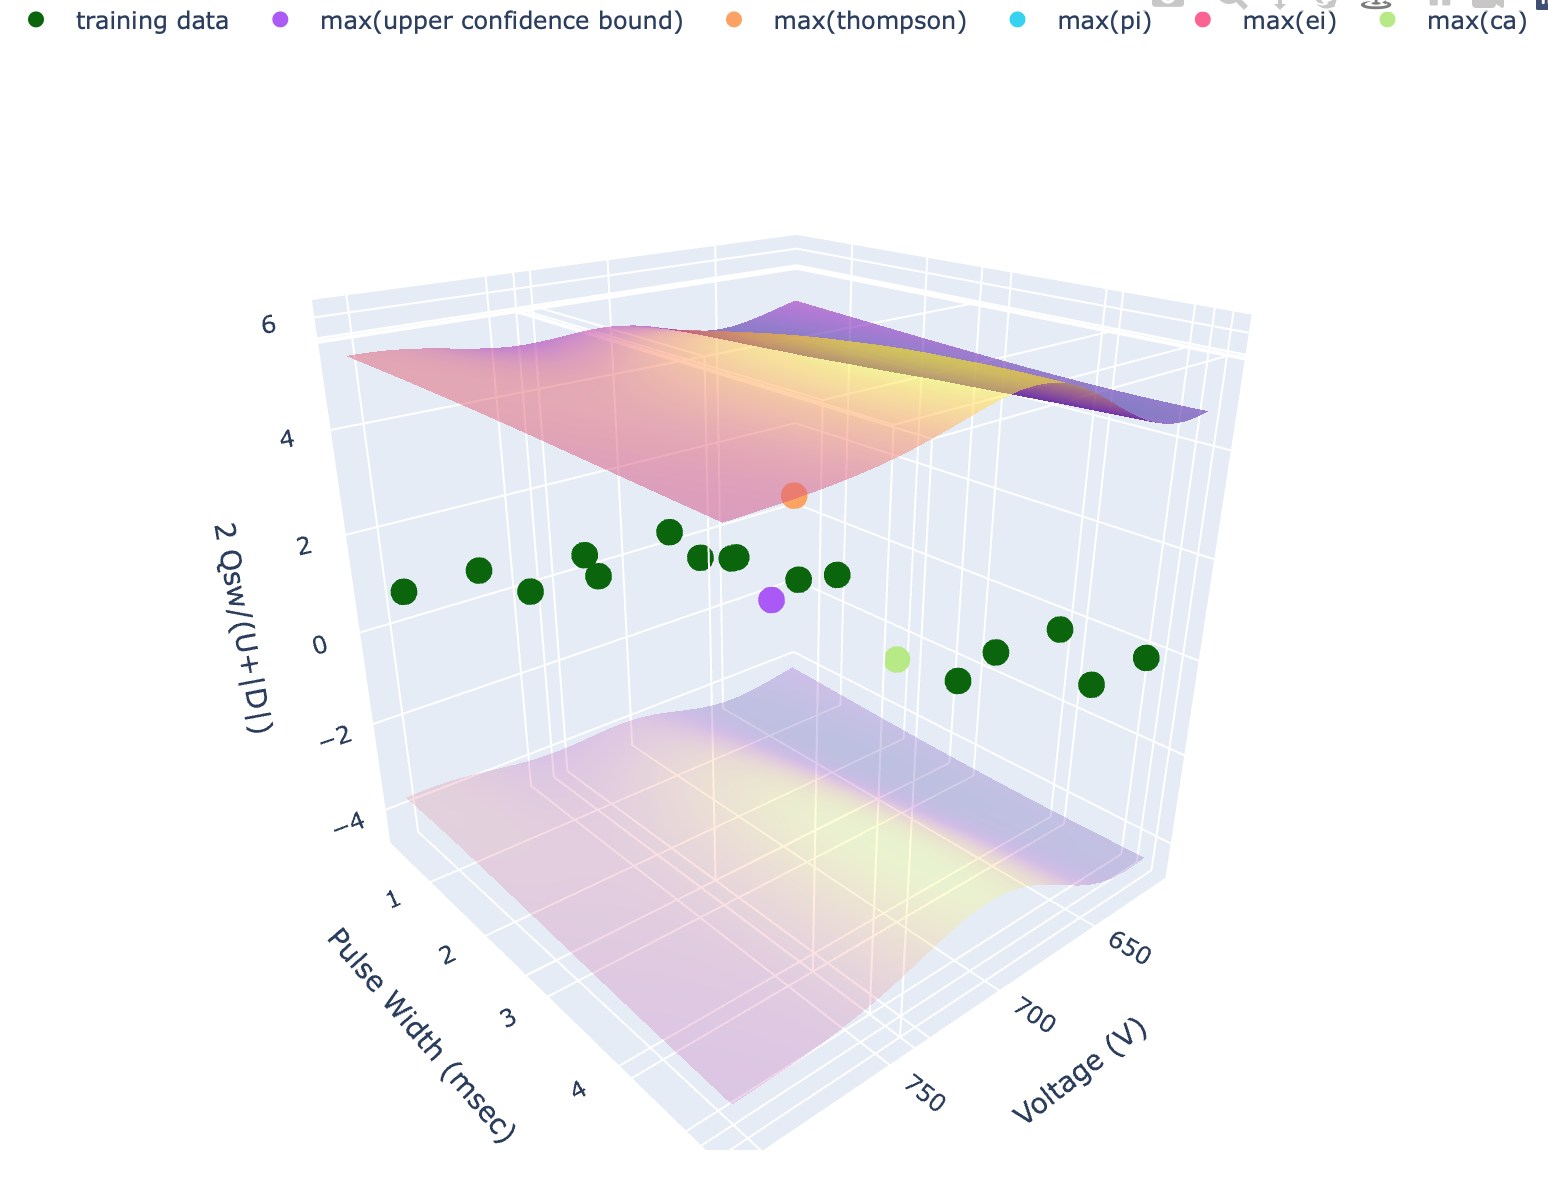 training data
max(upper confidence bound)
max(thompson)
max(pi)
max(ei)
max(ca)
6
4
2
0
−2
−4
2 Qsw/(U+|D|)
1
2
3
4
Pulse Width (msec)
650
700
750
Voltage (V)